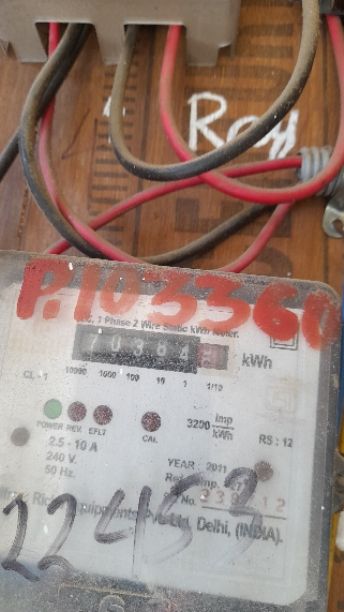 Roy
P.103360
1 Phase 2 Wire Static kWh Meter.
70384 kWh
CL-1 10000 1000 100 10 1 1/10
3200 imp/kWh
POWER REV. EFLT CAL. RS : 12
2.5 - 10 A
240 V.
50 Hz.
YEAR : 2011
Delhi, (INDIA).
22453